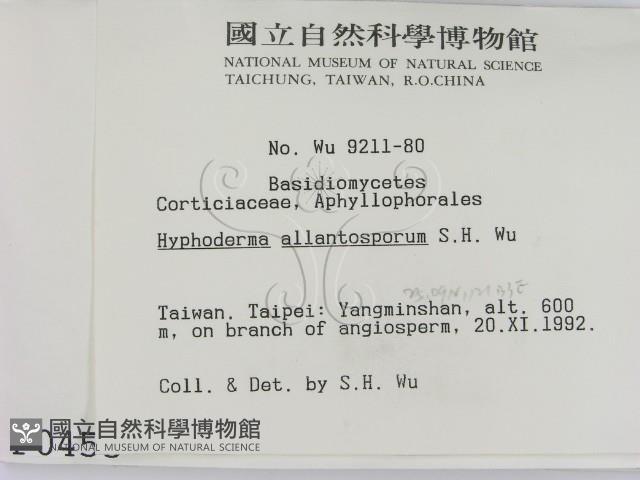 國立自然科學博物館
NATIONAL MUSEUM OF NATURAL SCIENCE
TAICHUNG, TAIWAN, R.O.CHINA
No. Wu 9211-80
Basidiomycetes
Corticiaceae, Aphyllophorales
Hyphoderma allantosporum S.H. Wu
Taiwan. Taipei: Yangminshan, alt. 600
m, on branch of angiosperm, 20.XI.1992.
Coll. & Det. by S.H. Wu
國立自然科學博物館
NATIONAL MUSEUM OF NATURAL SCIENCE